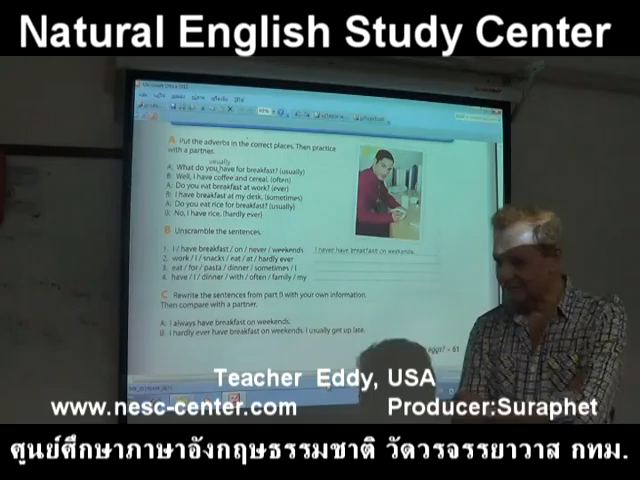 Natural English Study Center
Microsoft Office 2010
A Put the adverbs in the correct places. Then practice
with a partner.
usually
A: What do you have for breakfast? (usually)
B: Well, I have coffee and cereal. (often)
A: Do you eat breakfast at work? (ever)
B: I have breakfast at my desk. (sometimes)
A: Do you eat rice for breakfast? (usually)
B: No, I have rice. (hardly ever)
B Unscramble the sentences.
1. I / have breakfast / on / never / weekends I never have breakfast on weekends.
2. work / I / snacks / eat / at / hardly ever
3. eat / for / pasta / dinner / sometimes / I
4. have / I / dinner / with / often / family / my
C Rewrite the sentences from part B with your own information.
Then compare with a partner.
A: I always have breakfast on weekends.
B: I hardly ever have breakfast on weekends. I usually get up late.
eggs? • 61
Teacher Eddy, USA
www.nesc-center.com Producer:Suraphet
ศูนย์ศึกษาภาษาอังกฤษธรรมชาติ วัดวรจรรยาวาส กทม.